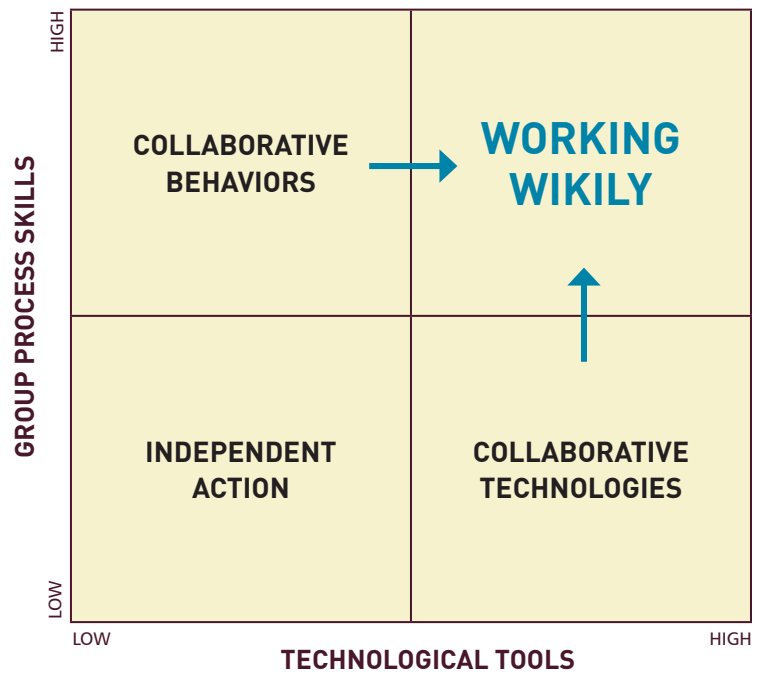 HIGH
GROUP PROCESS SKILLS
LOW
COLLABORATIVE
BEHAVIORS
WORKING
WIKILY
INDEPENDENT
ACTION
COLLABORATIVE
TECHNOLOGIES
LOW
HIGH
TECHNOLOGICAL TOOLS